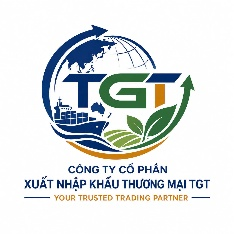 TGT
CÔNG TY CỔ PHẦN
XUẤT NHẬP KHẨU THƯƠNG MẠI TGT
YOUR TRUSTED TRADING PARTNER